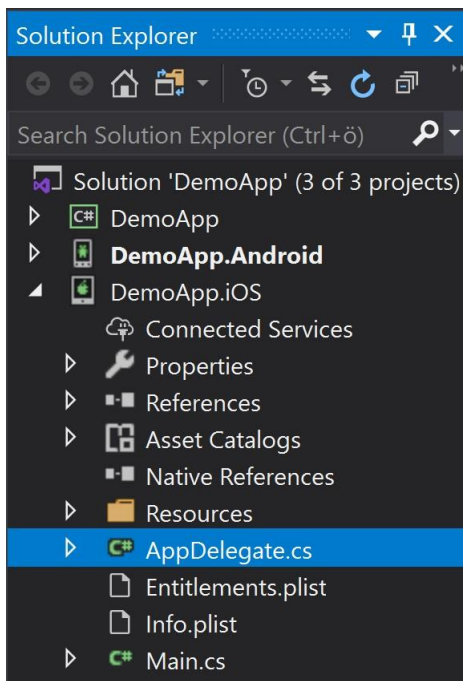 Solution Explorer
Search Solution Explorer (Ctrl+ö)
Solution 'DemoApp' (3 of 3 projects)
C# DemoApp
DemoApp.Android
DemoApp.iOS
Connected Services
Properties
References
Asset Catalogs
Native References
Resources
C# AppDelegate.cs
Entitlements.plist
Info.plist
C# Main.cs